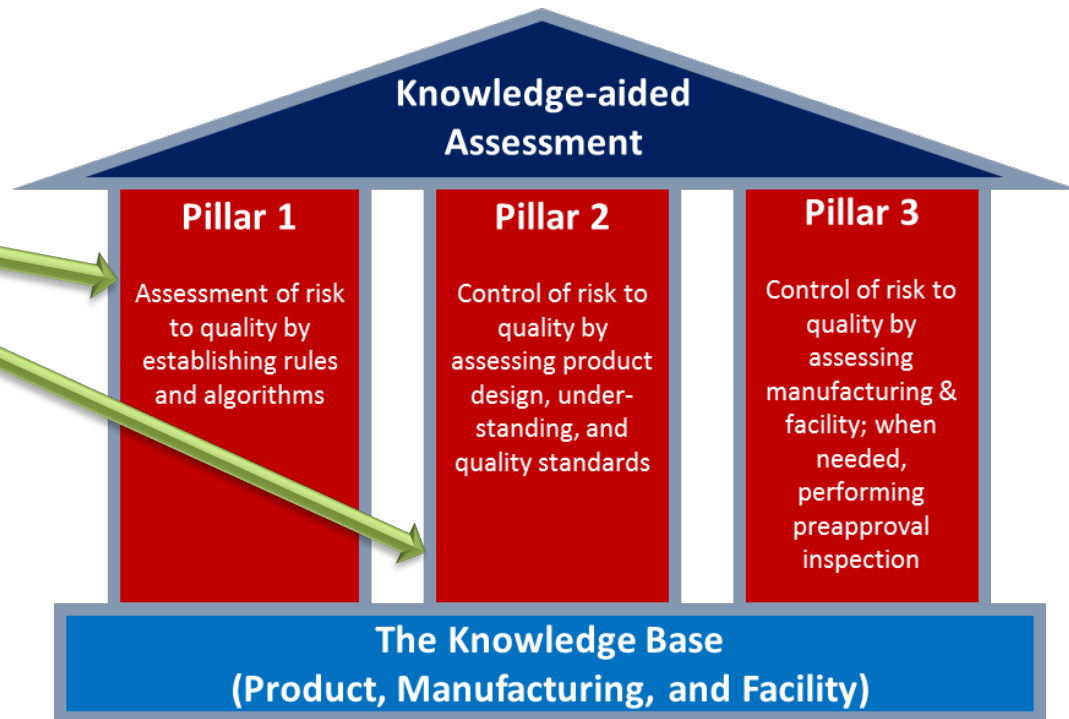 Knowledge-aided
Assessment
Pillar 1
Assessment of risk
to quality by
establishing rules
and algorithms
Pillar 2
Control of risk to
quality by
assessing product
design, under-
standing, and
quality standards
Pillar 3
Control of risk to
quality by
assessing
manufacturing &
facility; when
needed,
performing
preapproval
inspection
The Knowledge Base
(Product, Manufacturing, and Facility)